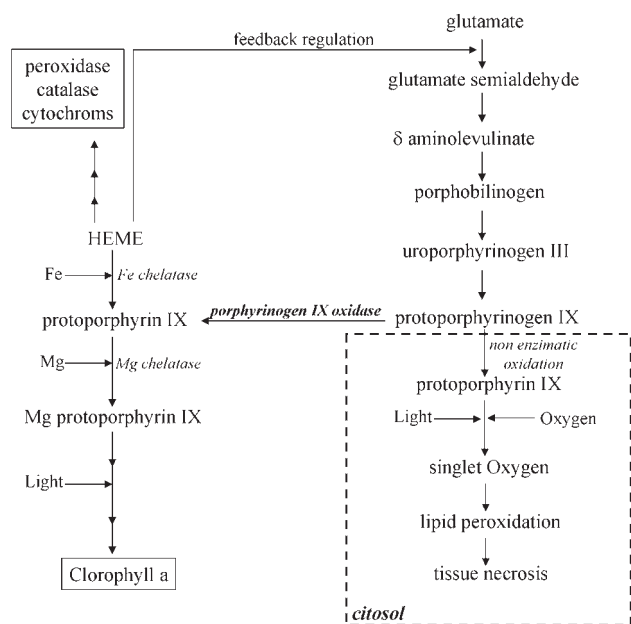 glutamate
feedback regulation
peroxidase
catalase
cytochroms
glutamate semialdehyde
δ aminolevulinate
porphobilinogen
HEME
uroporphyrinogen III
Fe
Fe chelatase
protoporphyrin IX
porphyrinogen IX oxidase
protoporphyrinogen IX
non enzimatic
oxidation
Mg
Mg chelatase
protoporphyrin IX
Mg protoporphyrin IX
Light
Oxygen
singlet Oxygen
Light
lipid peroxidation
Clorophyll a
tissue necrosis
citosol